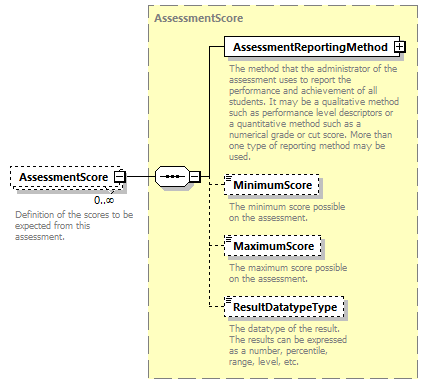 AssessmentScore
AssessmentReportingMethod
The method that the administrator of the
assessment uses to report the
performance and achievement of all
students. It may be a qualitative method
such as performance level descriptors or
a quantitative method such as a
numerical grade or cut score. More than
one type of reporting method may be
used.
AssessmentScore
0..∞
Definition of the scores to be
expected from this
assessment.
MinimumScore
The minimum score possible
on the assessment.
MaximumScore
The maximum score possible
on the assessment.
ResultDatatypeType
The datatype of the result.
The results can be expressed
as a number, percentile,
range, level, etc.